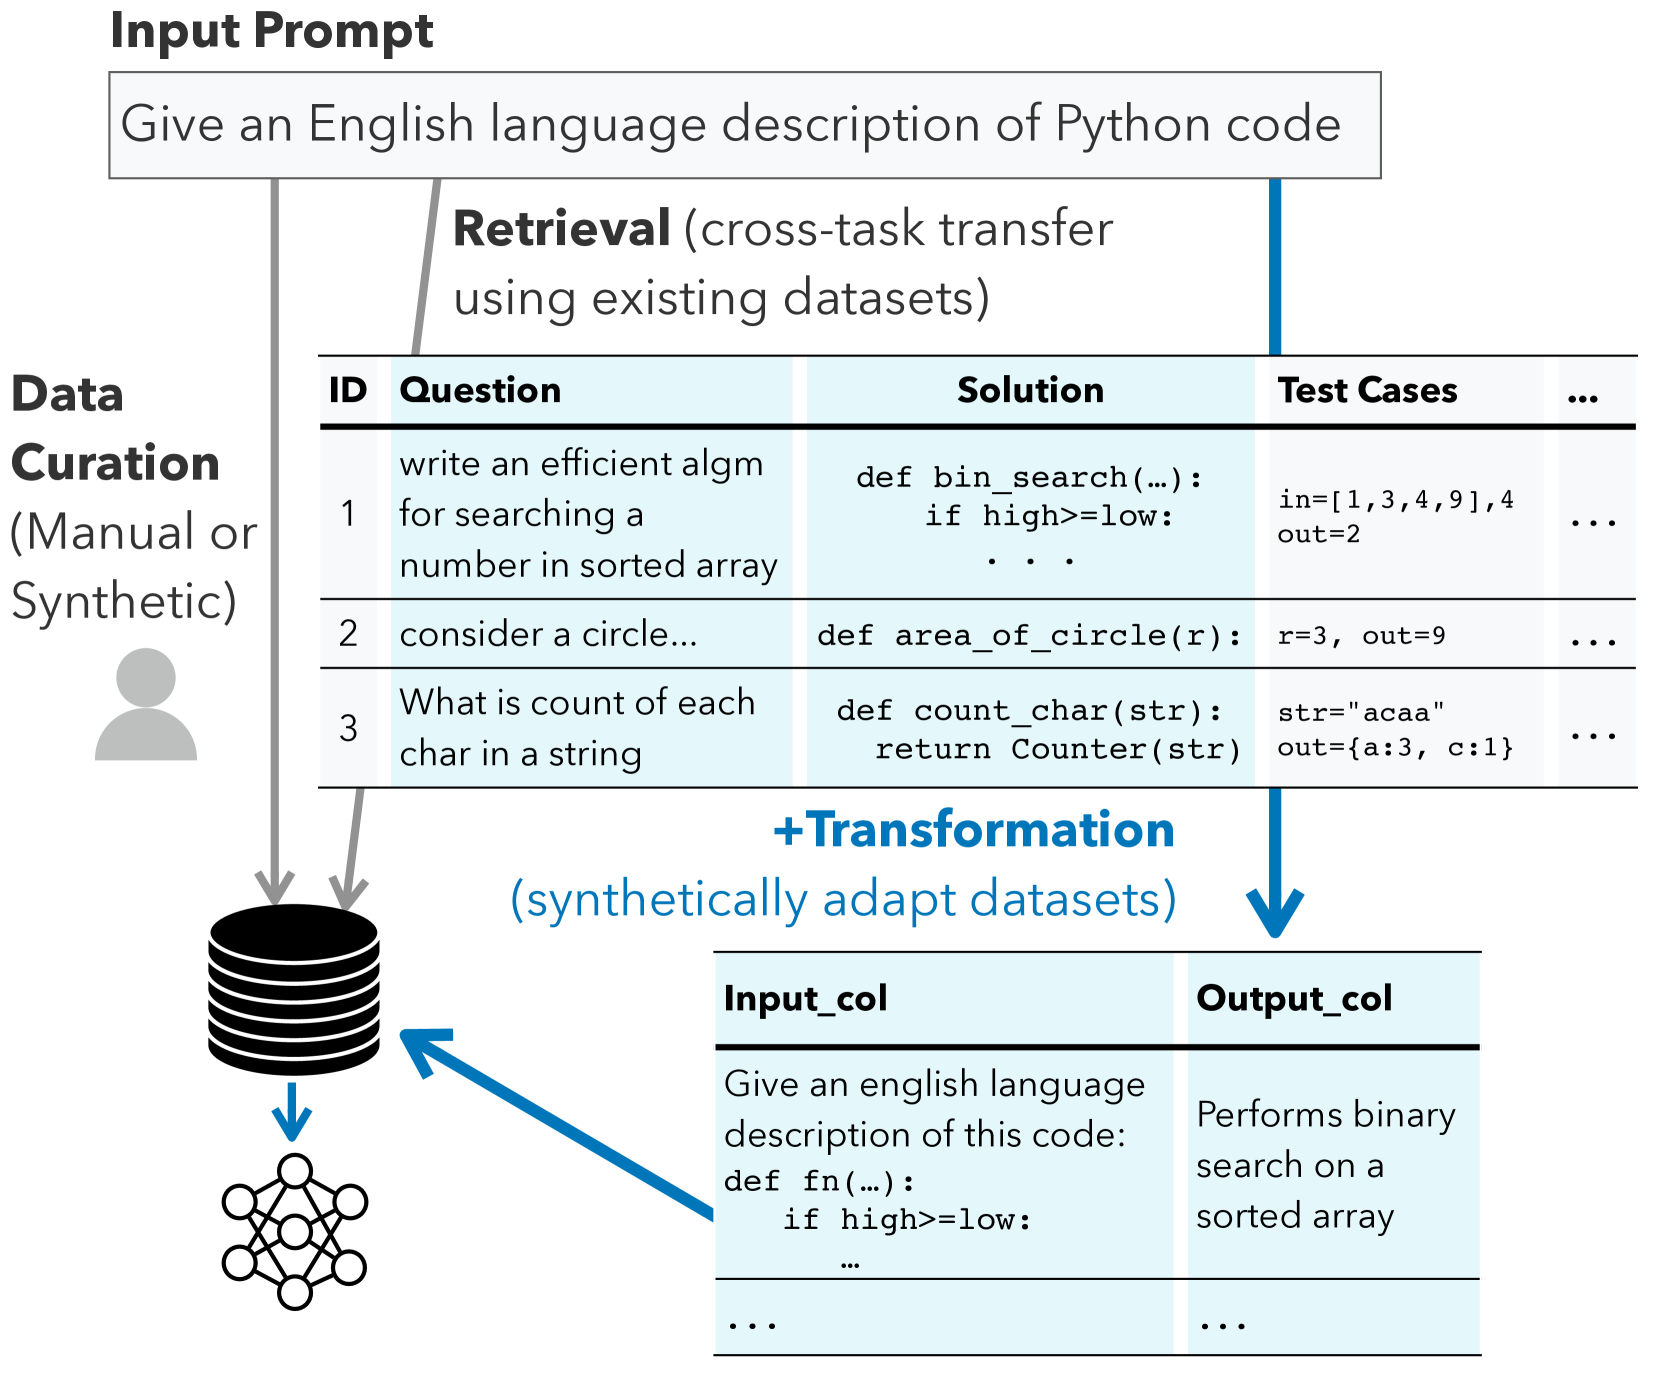 Input Prompt
Give an English language description of Python code
Retrieval (cross-task transfer
using existing datasets)
Data
Curation
(Manual or
Synthetic)
ID Question Solution Test Cases ...
1
write an efficient algm
for searching a
number in sorted array
def bin_search(…):
if high>=low:
. . .
in=[1,3,4,9],4
out=2
...
2 consider a circle... def area_of_circle(r): r=3, out=9 ...
3
What is count of each
char in a string
def count_char(str):
return Counter(str)
str="acaa"
out={a:3, c:1}
...
+Transformation
(synthetically adapt datasets)
Input_col Output_col
Give an english language
description of this code:
def fn(…):
if high>=low:
…
Performs binary
search on a
sorted array
... ...